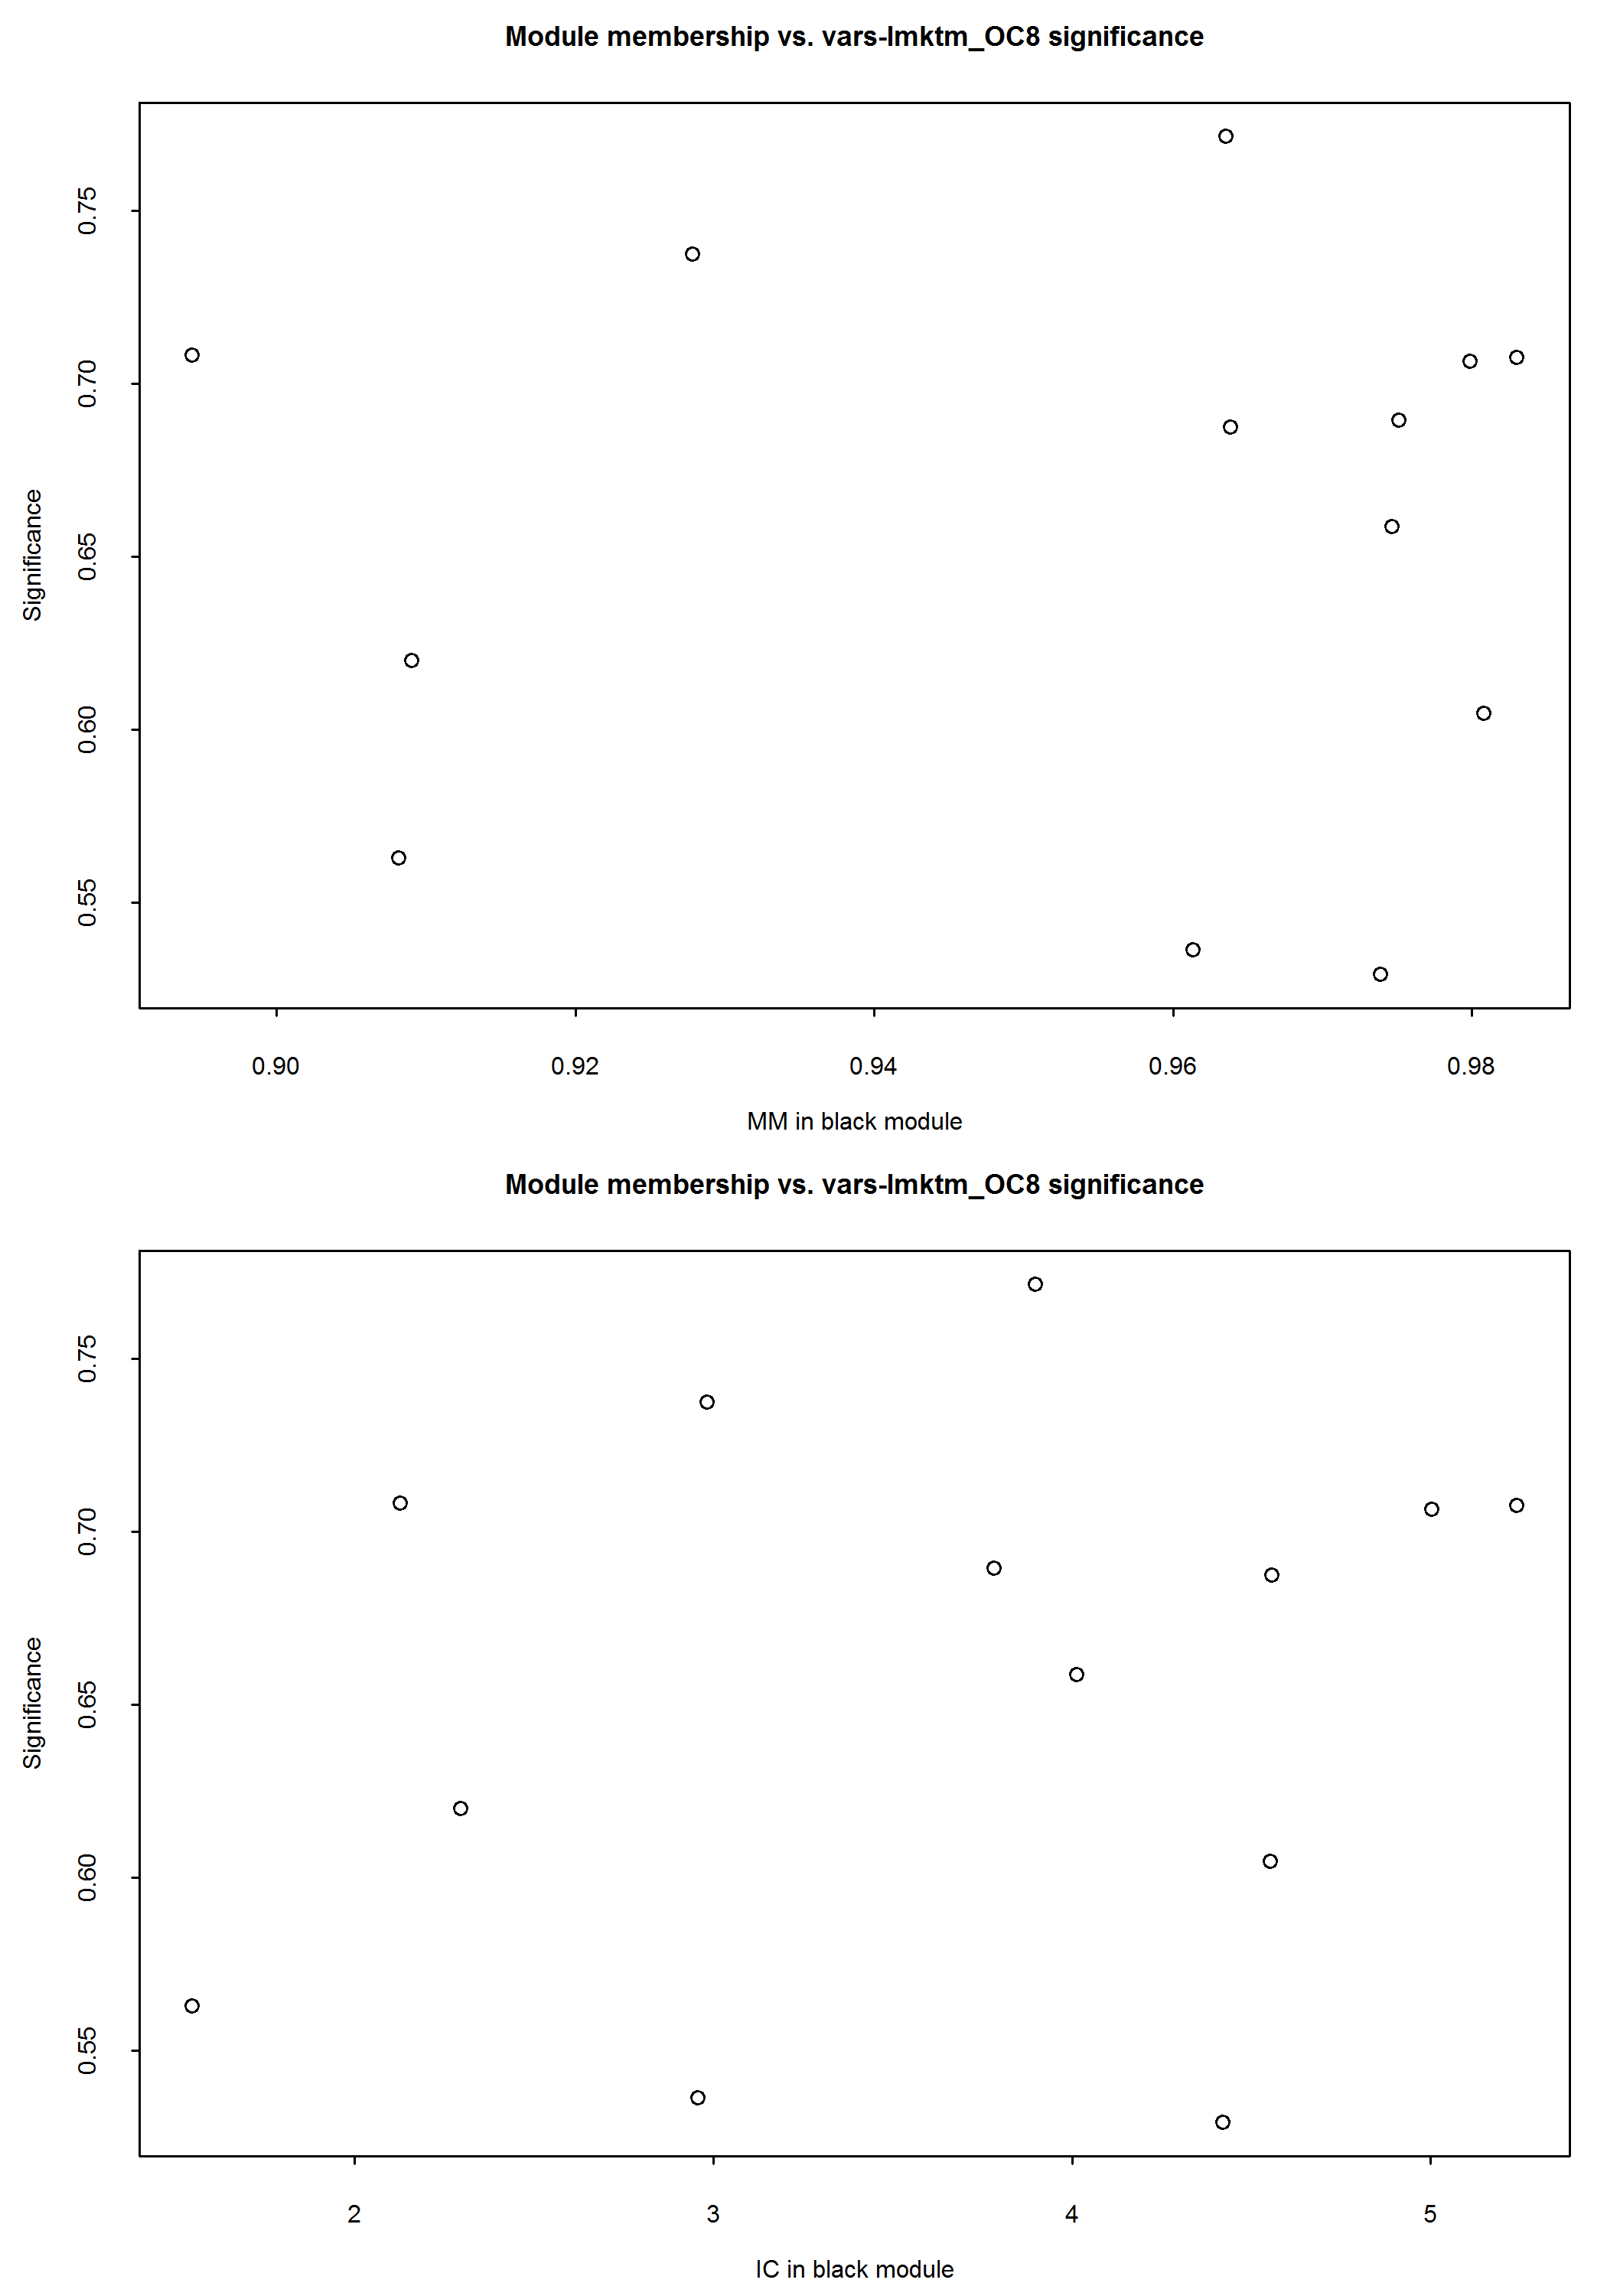 Module membership vs. vars-lmktm_OC8 significance
0.75
0.70
0.65
0.60
0.55
Significance
0.90 0.92 0.94 0.96 0.98
MM in black module
Module membership vs. vars-lmktm_OC8 significance
0.75
0.70
0.65
0.60
0.55
Significance
2 3 4 5
IC in black module